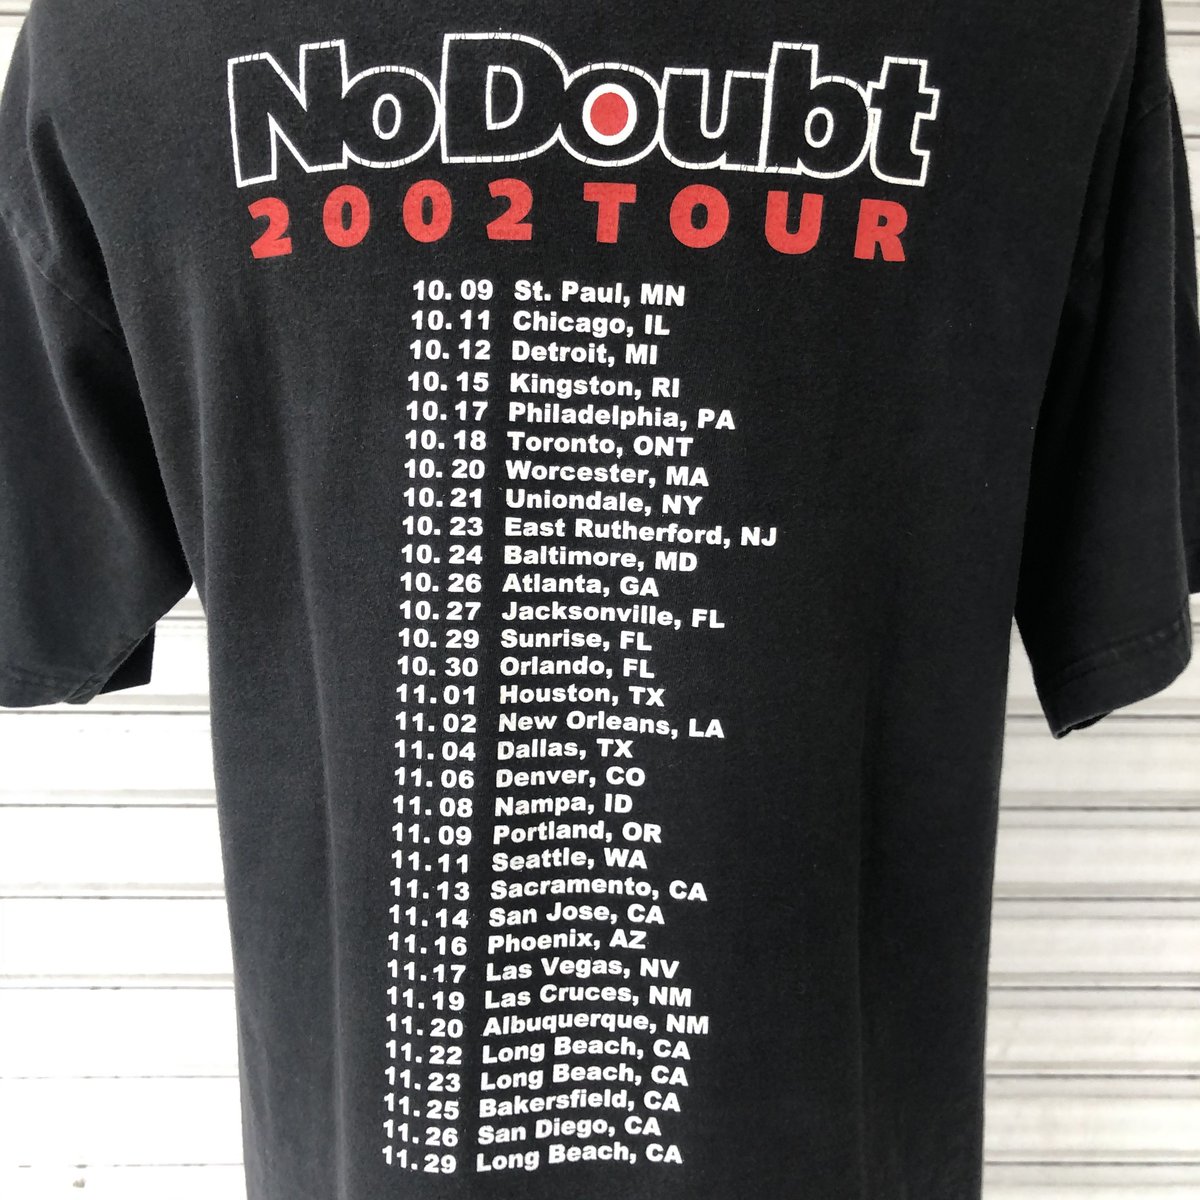 No Doubt
2002 TOUR
10. 09 St. Paul, MN
10. 11 Chicago, IL
10. 12 Detroit, MI
10. 15 Kingston, RI
10. 17 Philadelphia, PA
10. 18 Toronto, ONT
10. 20 Worcester, MA
10. 21 Uniondale, NY
10. 23 East Rutherford, NJ
10. 24 Baltimore, MD
10. 26 Atlanta, GA
10. 27 Jacksonville, FL
10. 29 Sunrise, FL
10. 30 Orlando, FL
11. 01 Houston, TX
11. 02 New Orleans, LA
11. 04 Dallas, TX
11. 06 Denver, CO
11. 08 Nampa, ID
11. 09 Portland, OR
11. 11 Seattle, WA
11. 13 Sacramento, CA
11. 14 San Jose, CA
11. 16 Phoenix, AZ
11. 17 Las Vegas, NV
11. 19 Las Cruces, NM
11. 20 Albuquerque, NM
11. 22 Long Beach, CA
11. 23 Long Beach, CA
11. 25 Bakersfield, CA
11. 26 San Diego, CA
11. 29 Long Beach, CA